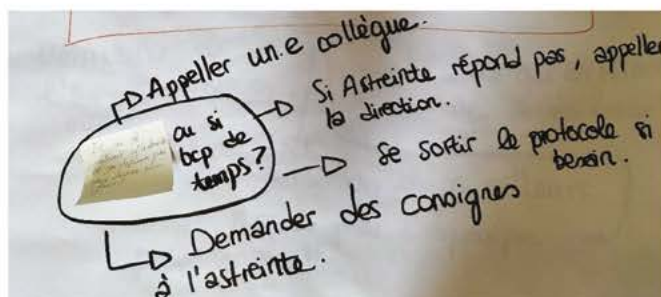 Appeller un.e collègue.
Si Astreinte répond pas, appeller
la direction.
ou si
bcp de
temps?
se sortir le protocole si
besoin.
Demander des consignes
à l'astreinte.